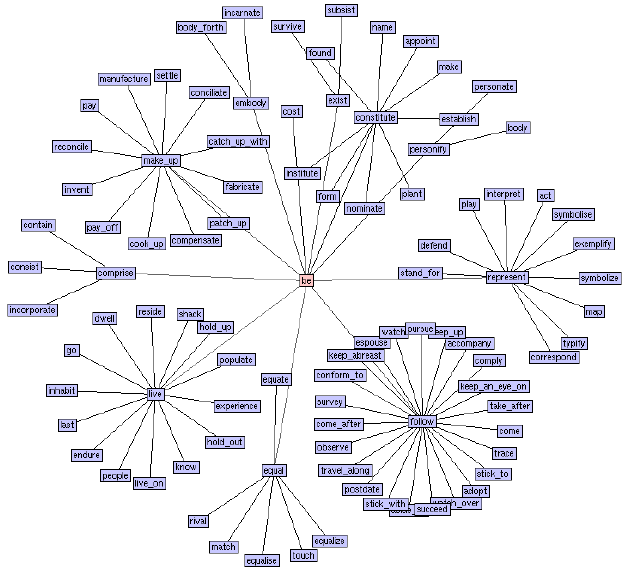 incarnate
subsist
body_forth
survive
name
found
appoint
manufacture
settle
make
conciliate
personate
pay
embody
exist
cost
constitute
establish
body
catch_up_with
reconcile
personify
make_up
institute
invent
fabricate
form
plant
interpret
act
play
nominate
symbolise
contain
pay_off
patch_up
cook_up
compensate
defend
exemplify
consist
comprise
stand_for
represent
symbolize
be
incorporate
map
reside
shack
dwell
hold_up
watch
pursue
keep_up
espouse
accompany
typify
go
keep_abreast
correspond
populate
comply
equate
conform_to
inhabit
live
keep_an_eye_on
experience
survey
take_after
last
come_after
follow
come
hold_out
observe
endure
trace
people
know
equal
travel_along
stick_to
live_on
postdate
adopt
stick_with
watch_over
succeed
rival
match
equalize
equalise
touch